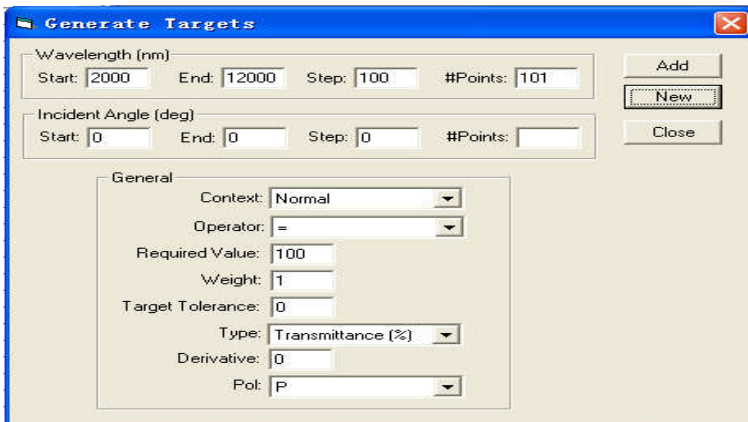 Generate Targets
Wavelength (nm)
Start: 2000 End: 12000 Step: 100 #Points: 101
Add
New
Incident Angle (deg)
Start: 0 End: 0 Step: 0 #Points:
Close
General
Context: Normal
Operator: =
Required Value: 100
Weight: 1
Target Tolerance: 0
Type: Transmittance (%)
Derivative: 0
Pol: P